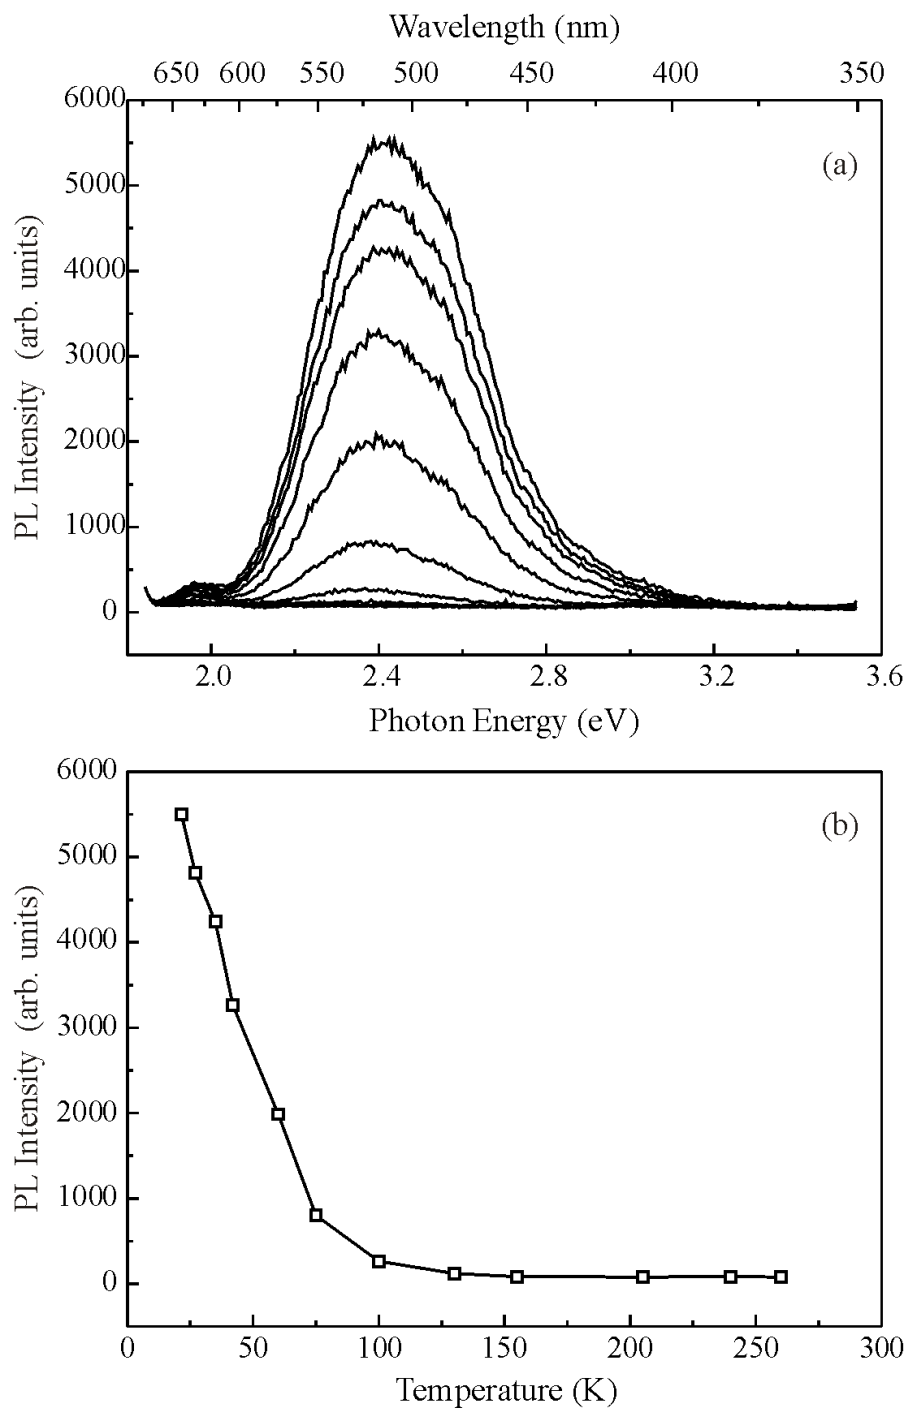 Wavelength (nm)
650 600 550 500 450 400 350
6000
(a)
5000
4000
3000
2000
1000
0
PL Intensity (arb. units)
2.0 2.4 2.8 3.2 3.6
Photon Energy (eV)
6000
(b)
5000
4000
3000
2000
1000
0
PL Intensity (arb. units)
0 50 100 150 200 250 300
Temperature (K)